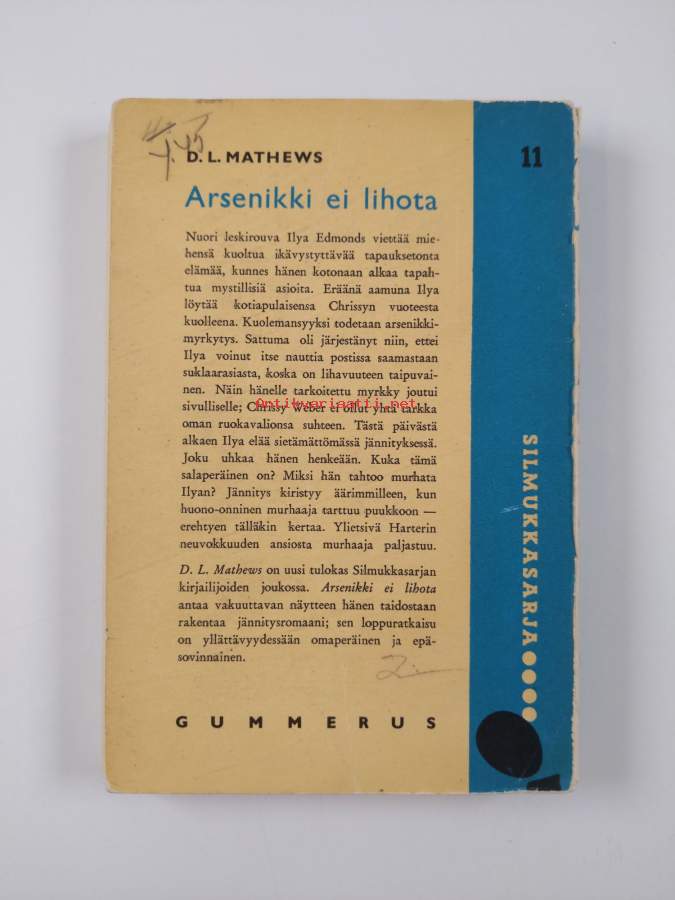 D. L. MATHEWS
11
Arsenikki ei lihota
Nuori leskirouva Ilya Edmonds viettää mie-
hensä kuoltua ikävystyttävää tapauksetonta
elämää, kunnes hänen kotonaan alkaa tapah-
tua mystillisiä asioita. Eräänä aamuna Ilya
löytää kotiapulaisensa Chrissyn vuoteesta
kuolleena. Kuolemansyyksi todetaan arsenikki-
myrkytys. Sattuma oli järjestänyt niin, ettei
Ilya voinut itse nauttia postissa saamastaan
suklaarasiasta, koska on lihavuuteen taipuvai-
nen. Näin hänelle tarkoitettu myrkky joutui
sivulliselle; Chrissy Weber ei ollut yhtä tarkka
Antikvariaatti.net
oman ruokavalionsa suhteen. Tästä päivästä
alkaen Ilya elää sietämättömässä jännityksessä.
Joku uhkaa hänen henkeään. Kuka tämä
salaperäinen on? Miksi hän tahtoo murhata
Ilyan? Jännitys kiristyy äärimmilleen, kun
huono-onninen murhaaja tarttuu puukkoon —
erehtyen tälläkin kertaa. Ylietsivä Harterin
neuvokkuuden ansiosta murhaaja paljastuu.
D. L. Mathews on uusi tulokas Silmukkasarjan
kirjailijoiden joukossa. Arsenikki ei lihota
antaa vakuuttavan näytteen hänen taidostaan
rakentaa jännitysromaani; sen loppuratkaisu
on yllättävyydessään omaperäinen ja epä-
sovinnainen.
GUMMERUS
SILMUKKASARJA